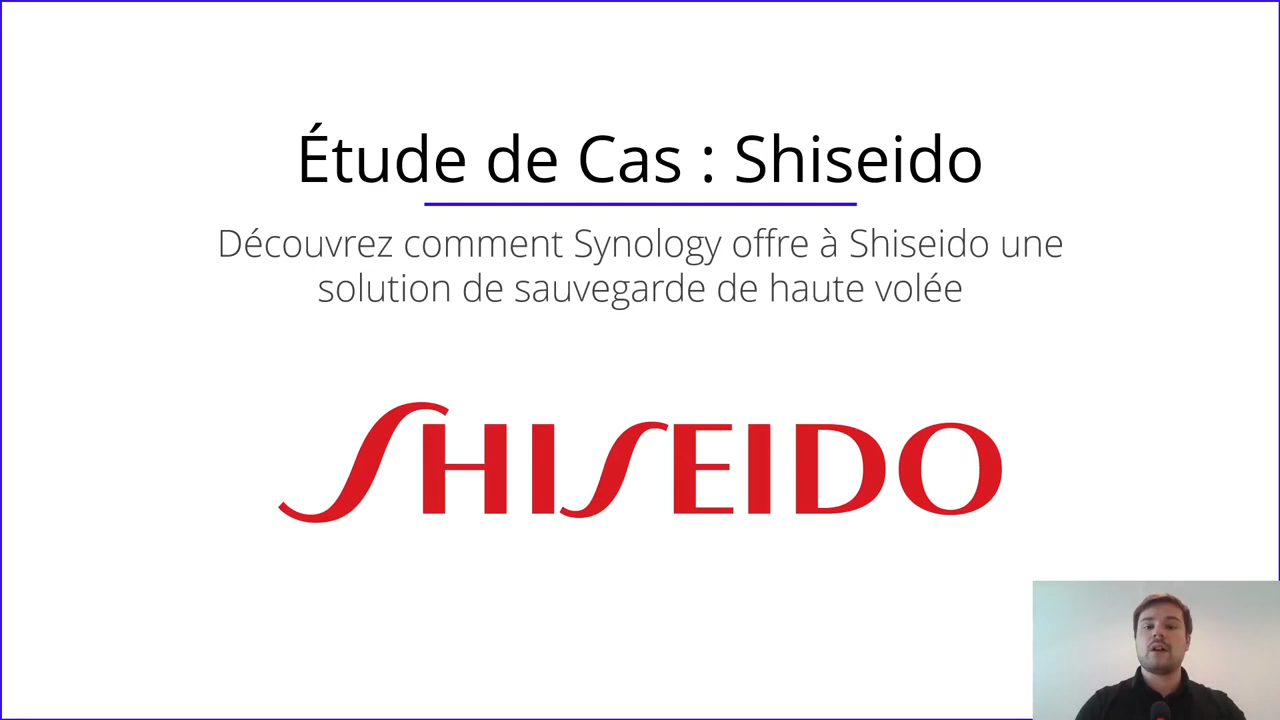 Étude de Cas : Shiseido
Découvrez comment Synology offre à Shiseido une
solution de sauvegarde de haute volée
SHISEIDO